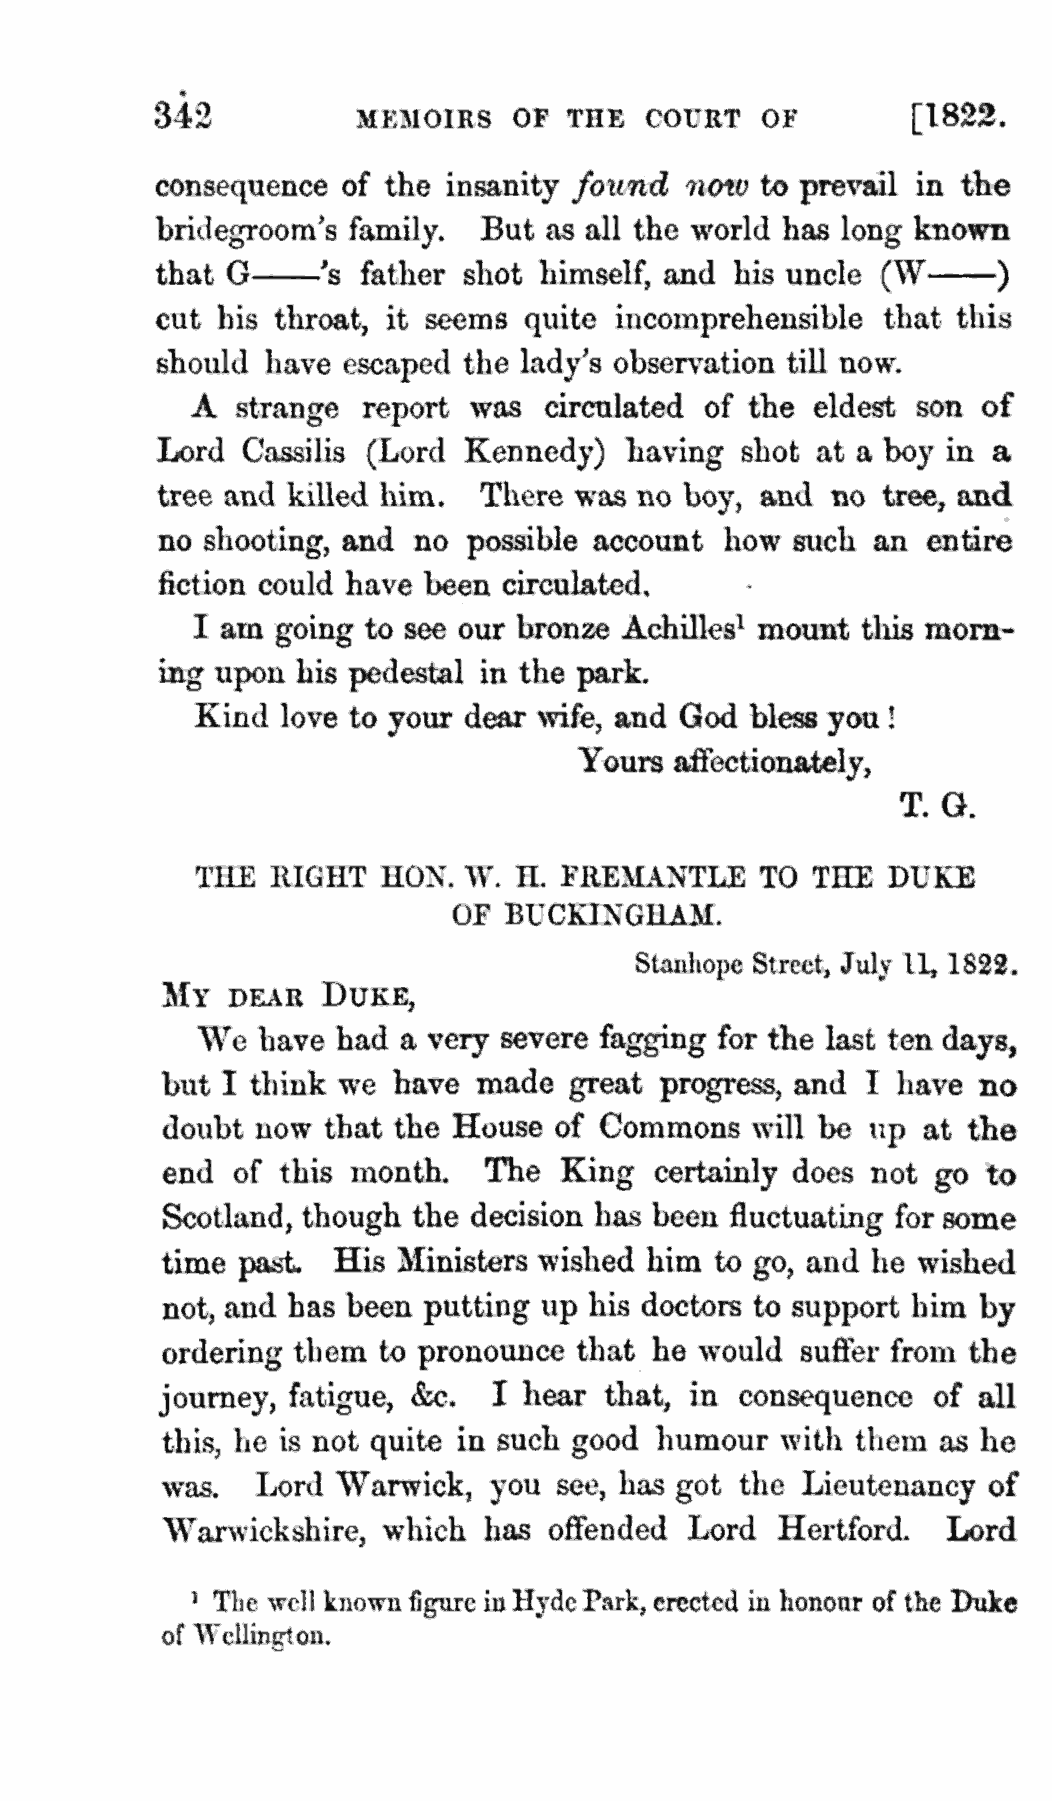 342 MEMOIRS OF THE COURT OF [1822.
consequence of the insanity found now to prevail in the
bridegroom's family. But as all the world has long known
that G——'s father shot himself, and his uncle (W——)
cut his throat, it seems quite incomprehensible that this
should have escaped the lady's observation till now.
A strange report was circulated of the eldest son of
Lord Cassilis (Lord Kennedy) having shot at a boy in a
tree and killed him. There was no boy, and no tree, and
no shooting, and no possible account how such an entire
fiction could have been circulated.
I am going to see our bronze Achilles¹ mount this morn-
ing upon his pedestal in the park.
Kind love to your dear wife, and God bless you!
Yours affectionately,
T. G.
THE RIGHT HON. W. H. FREMANTLE TO THE DUKE
OF BUCKINGHAM.
Stanhope Street, July 11, 1822.
MY DEAR DUKE,
We have had a very severe fagging for the last ten days,
but I think we have made great progress, and I have no
doubt now that the House of Commons will be up at the
end of this month. The King certainly does not go to
Scotland, though the decision has been fluctuating for some
time past. His Ministers wished him to go, and he wished
not, and has been putting up his doctors to support him by
ordering them to pronounce that he would suffer from the
journey, fatigue, &c. I hear that, in consequence of all
this, he is not quite in such good humour with them as he
was. Lord Warwick, you see, has got the Lieutenancy of
Warwickshire, which has offended Lord Hertford. Lord
¹ The well known figure in Hyde Park, erected in honour of the Duke
of Wellington.